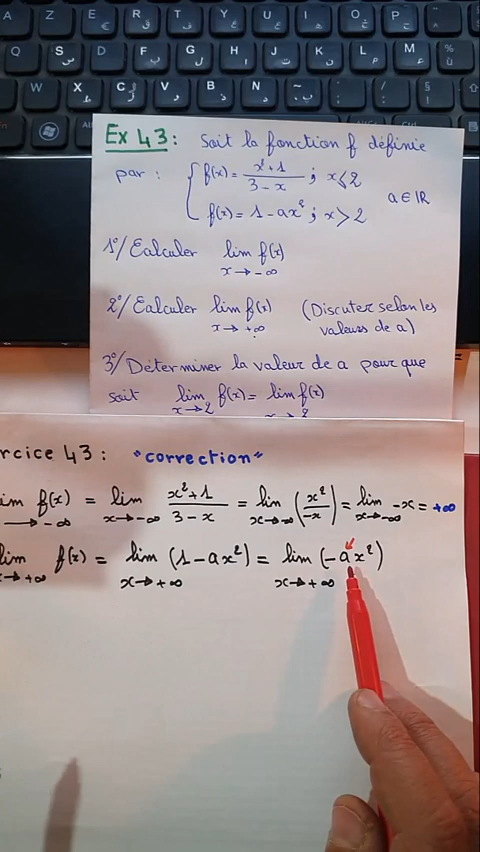 A Z E R T Y U I O P
Q S D F G H J K L M %
W X C V B N
Ex 43 : Soit la fonction f définie
par : { f(x) = x²+1 / 3-x ; x ≤ 2
f(x) = 1 - ax² ; x > 2 a ∈ IR
1°/ Calculer lim f(x)
x → -∞
2°/ Calculer lim f(x) (Discuter selon les
x → +∞ valeurs de a)
3°/ Déterminer la valeur de a pour que
soit lim f(x) = lim f(x)
x → 2 x → 2
rcice 43 : "correction"
im f(x) = lim x²+1 / 3-x = lim (x² / -x) = lim -x = +∞
→ -∞ x → -∞ x → -∞ x → -∞
lim f(x) = lim (1 - ax²) = lim (-ax²)
x → +∞ x → +∞ x → +∞